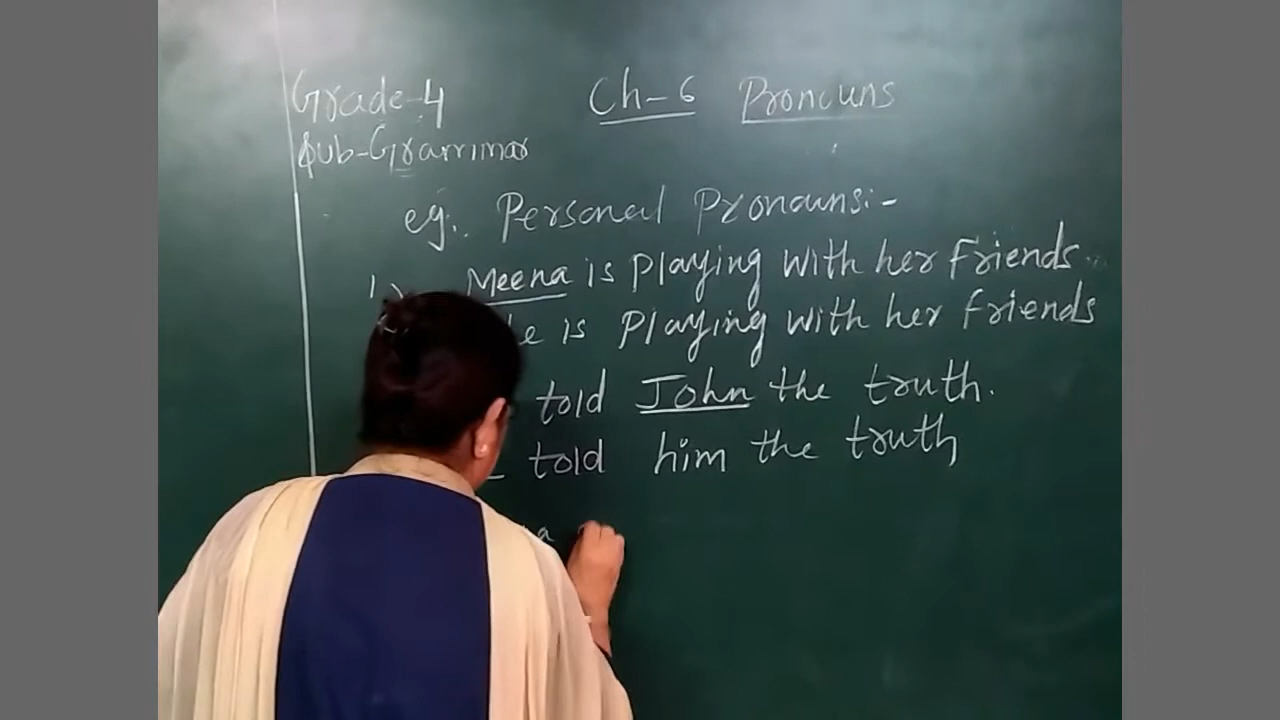 Grade-4 Ch-6 Pronouns
Sub-Grammar
eg:. Personal Pronouns:-
1) Meena is playing with her friends.
is playing with her friends
told John the truth.
told him the truth